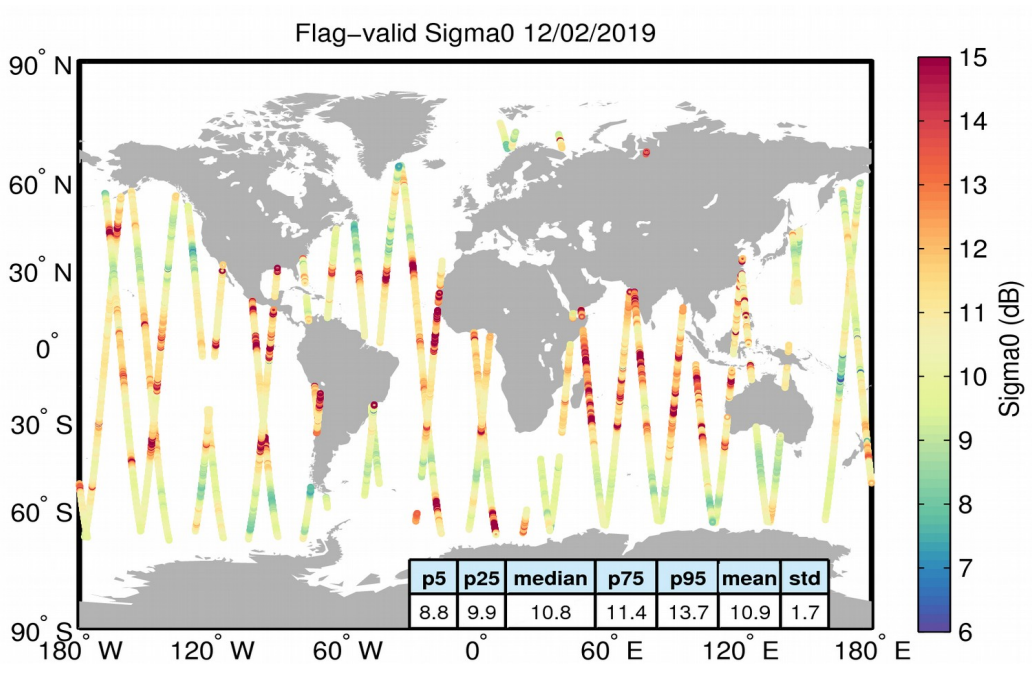 Flag−valid Sigma0 12/02/2019
90° N
60° N
30° N
0°
30° S
60° S
90° S
180° W
120° W
60° W
0°
60° E
120° E
180° E
15
14
13
12
11
10
9
8
7
6
Sigma0 (dB)
p5 p25 median p75 p95 mean std
8.8 9.9 10.8 11.4 13.7 10.9 1.7